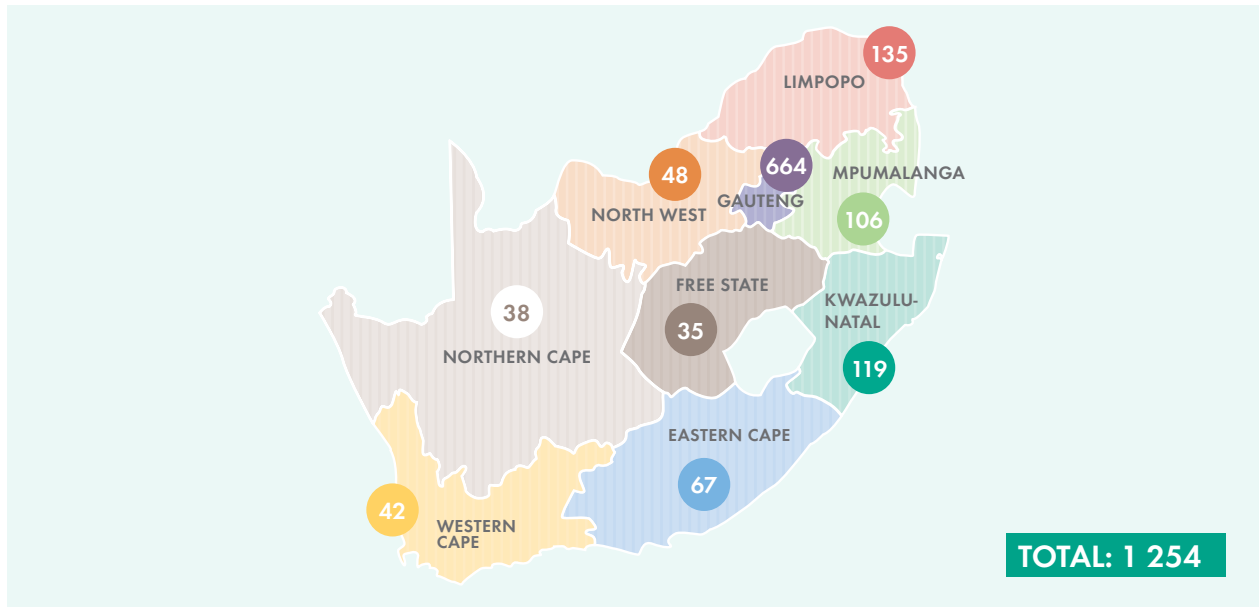 135
LIMPOPO
664
48
MPUMALANGA
GAUTENG
NORTH WEST
106
FREE STATE
KWAZULU-
NATAL
38
35
NORTHERN CAPE
119
EASTERN CAPE
67
42
WESTERN
CAPE
TOTAL: 1 254